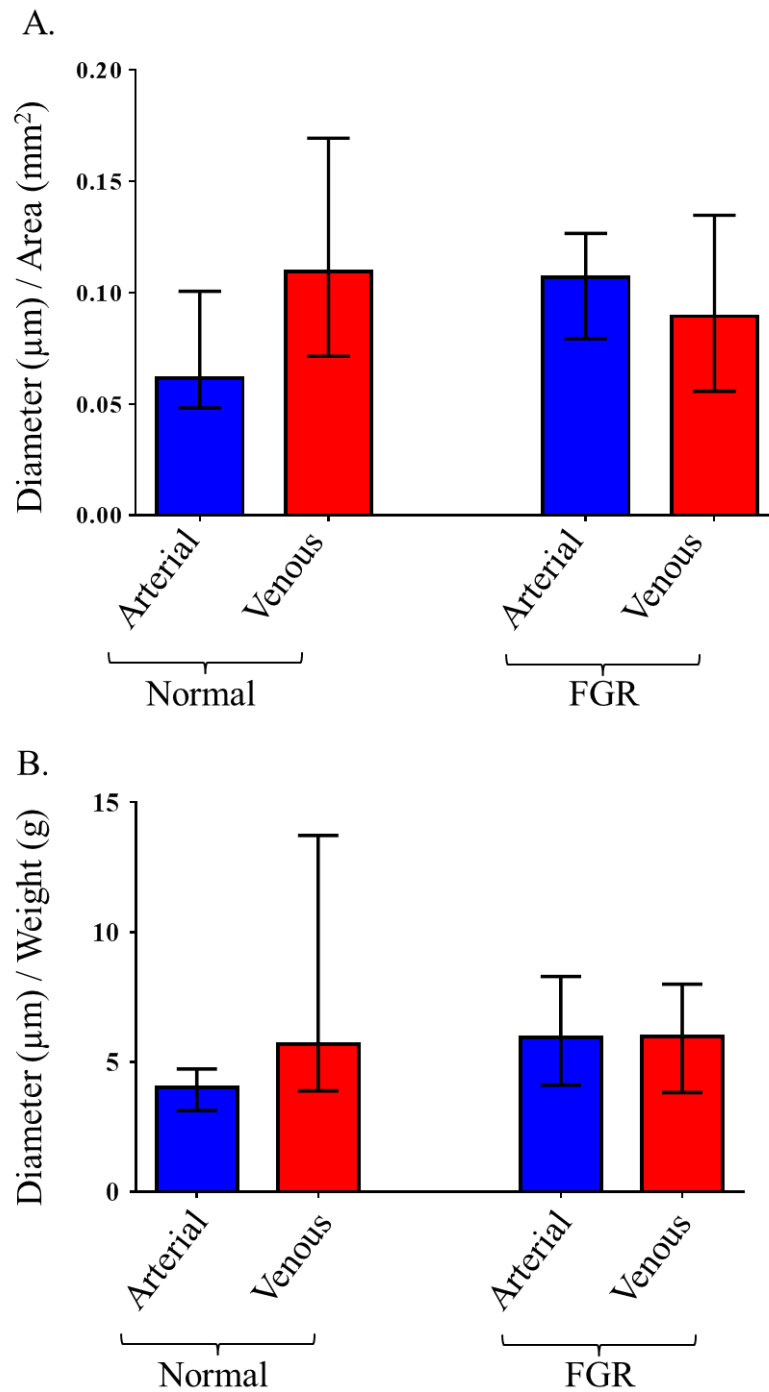 A.
Diameter (μm) / Area (mm²)
0.20
0.15
0.10
0.05
0.00
Arterial
Venous
Arterial
Venous
Normal
FGR
B.
Diameter (μm) / Weight (g)
15
10
5
0
Arterial
Venous
Arterial
Venous
Normal
FGR